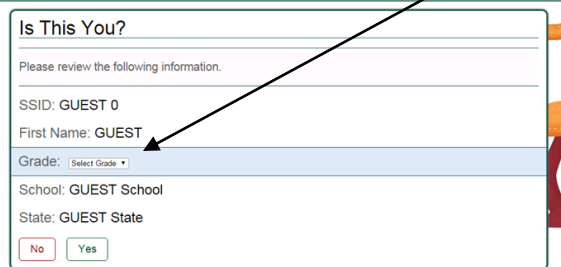 Is This You?
Please review the following information.
SSID: GUEST 0
First Name: GUEST
Grade: Select Grade
School: GUEST School
State: GUEST State
No Yes